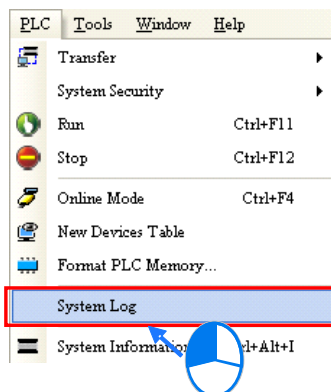 PLC Tools Window Help
Transfer
System Security
Run Ctrl+F11
Stop Ctrl+F12
Online Mode Ctrl+F4
New Devices Table
Format PLC Memory...
System Log
System Information rl+Alt+I